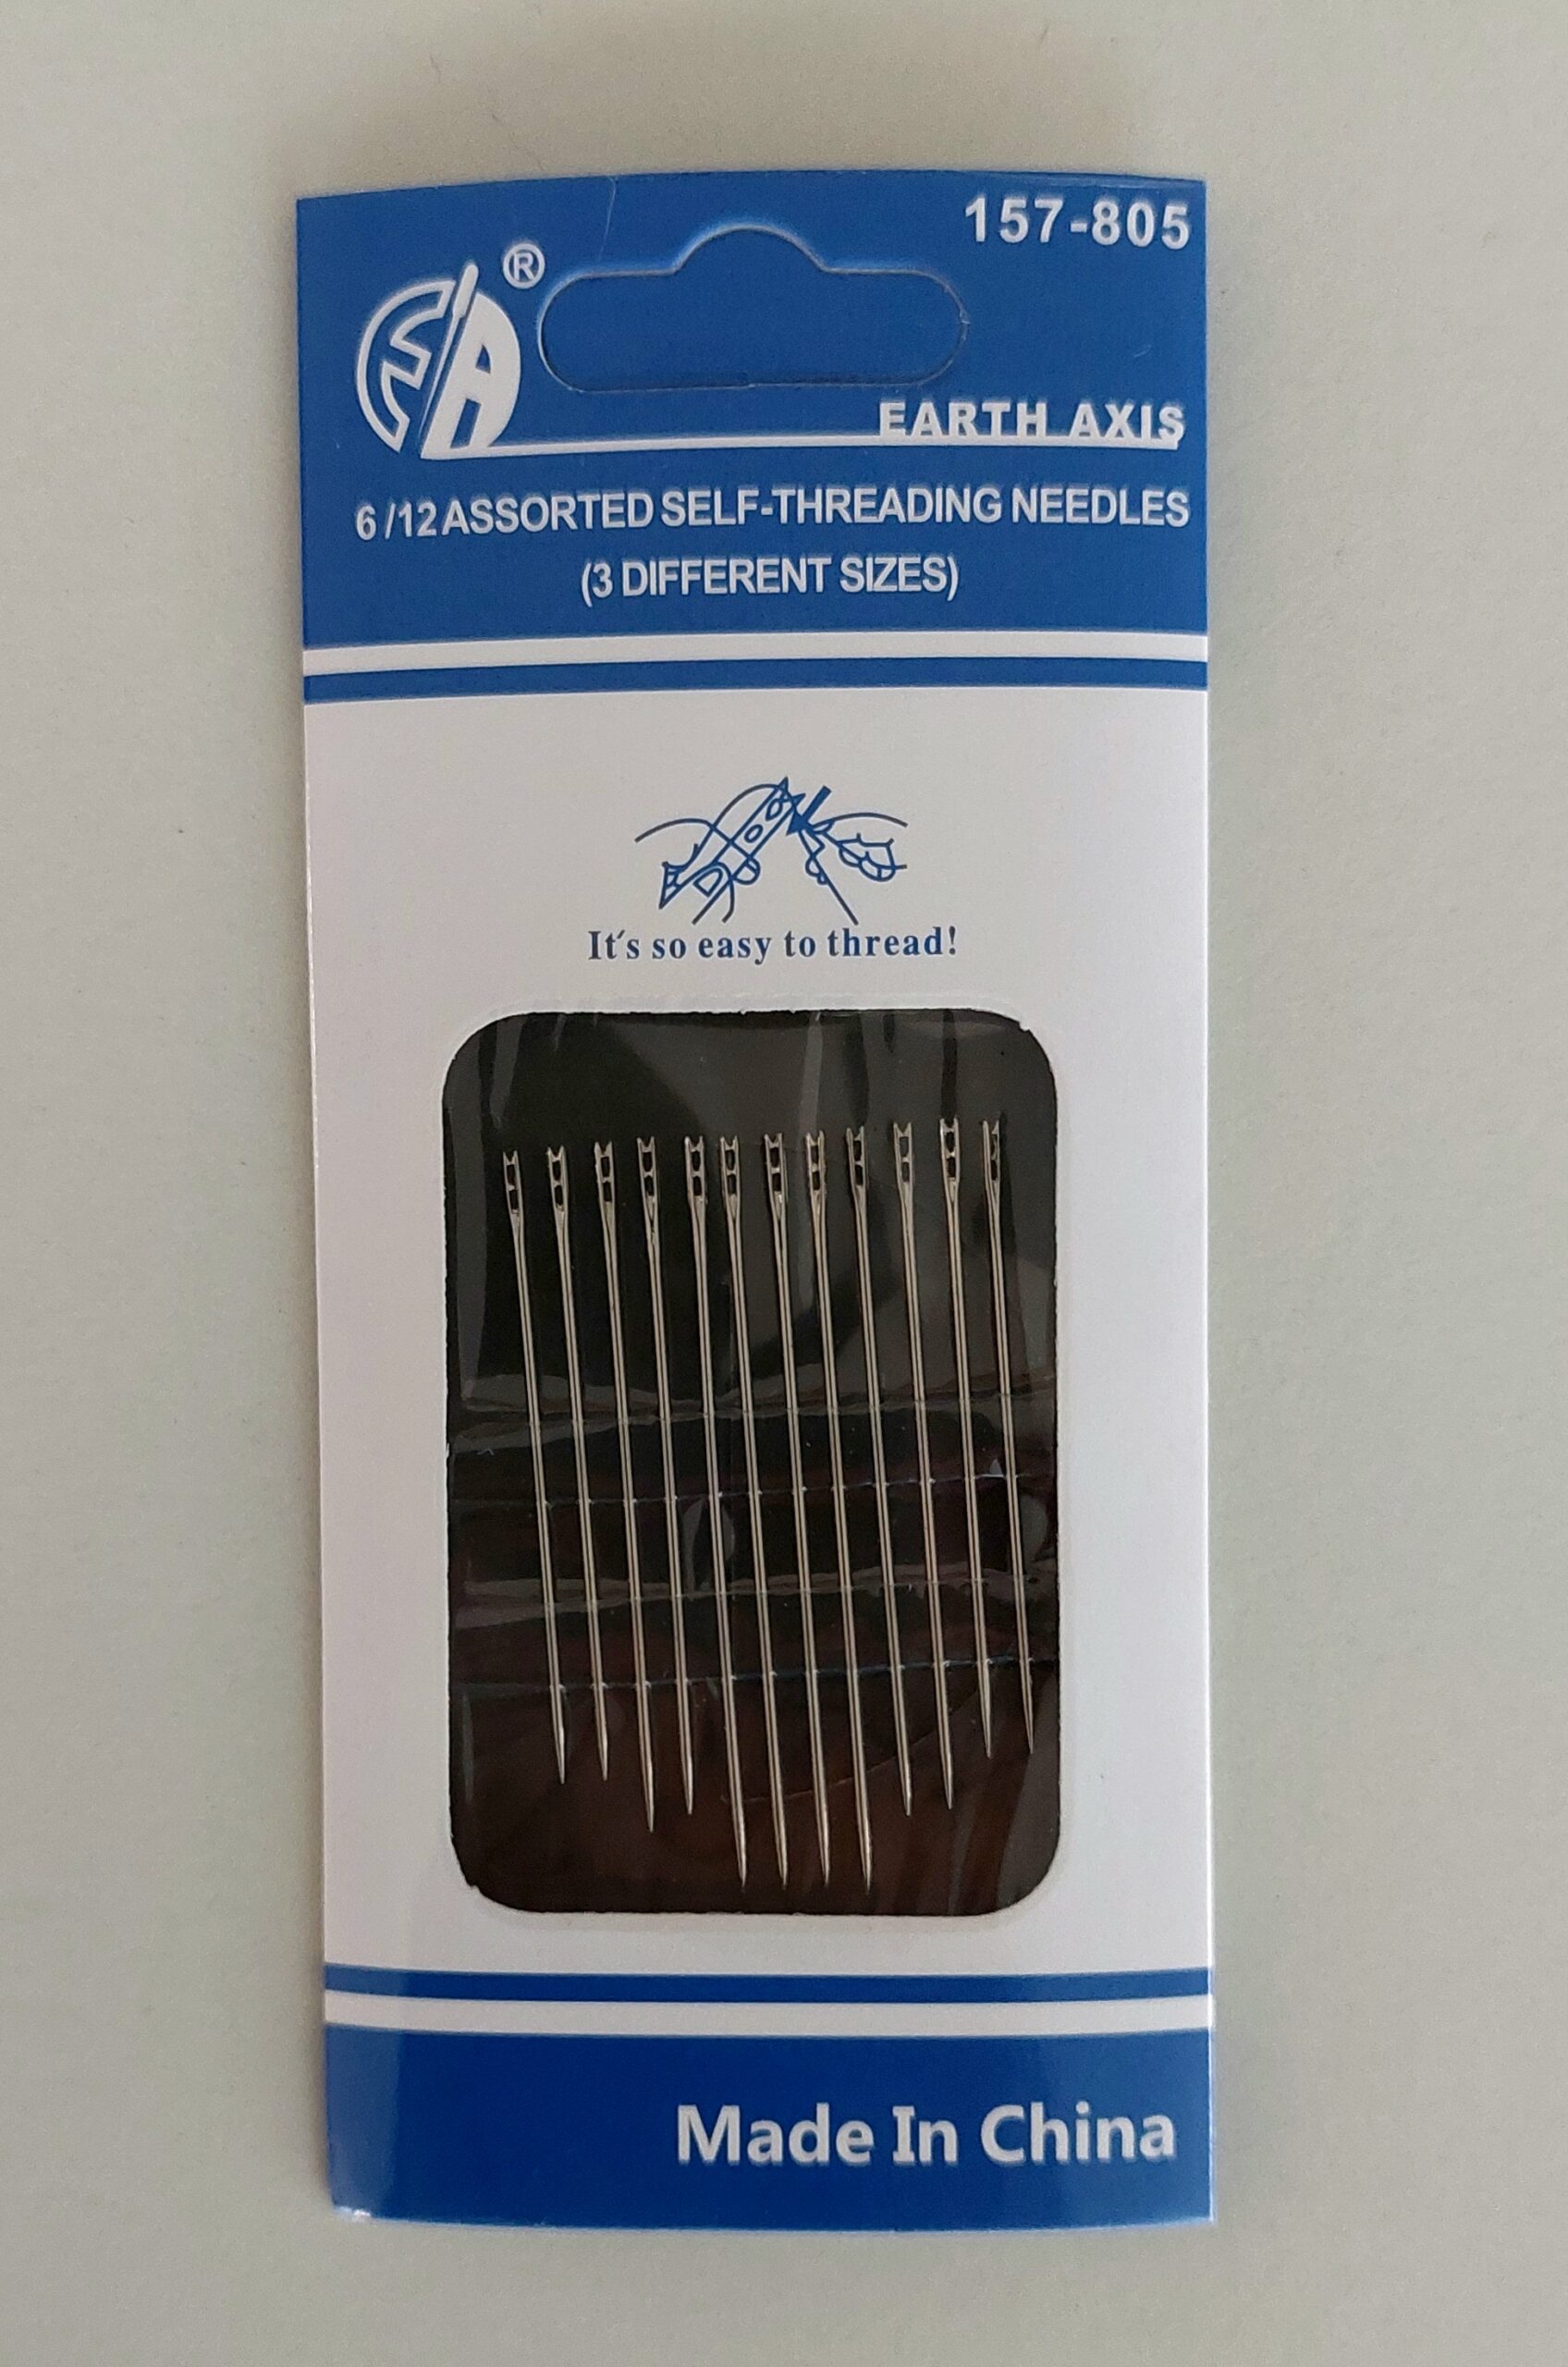 157-805
EA®
EARTH AXIS
6 /12 ASSORTED SELF-THREADING NEEDLES
(3 DIFFERENT SIZES)
It's so easy to thread!
Made In China